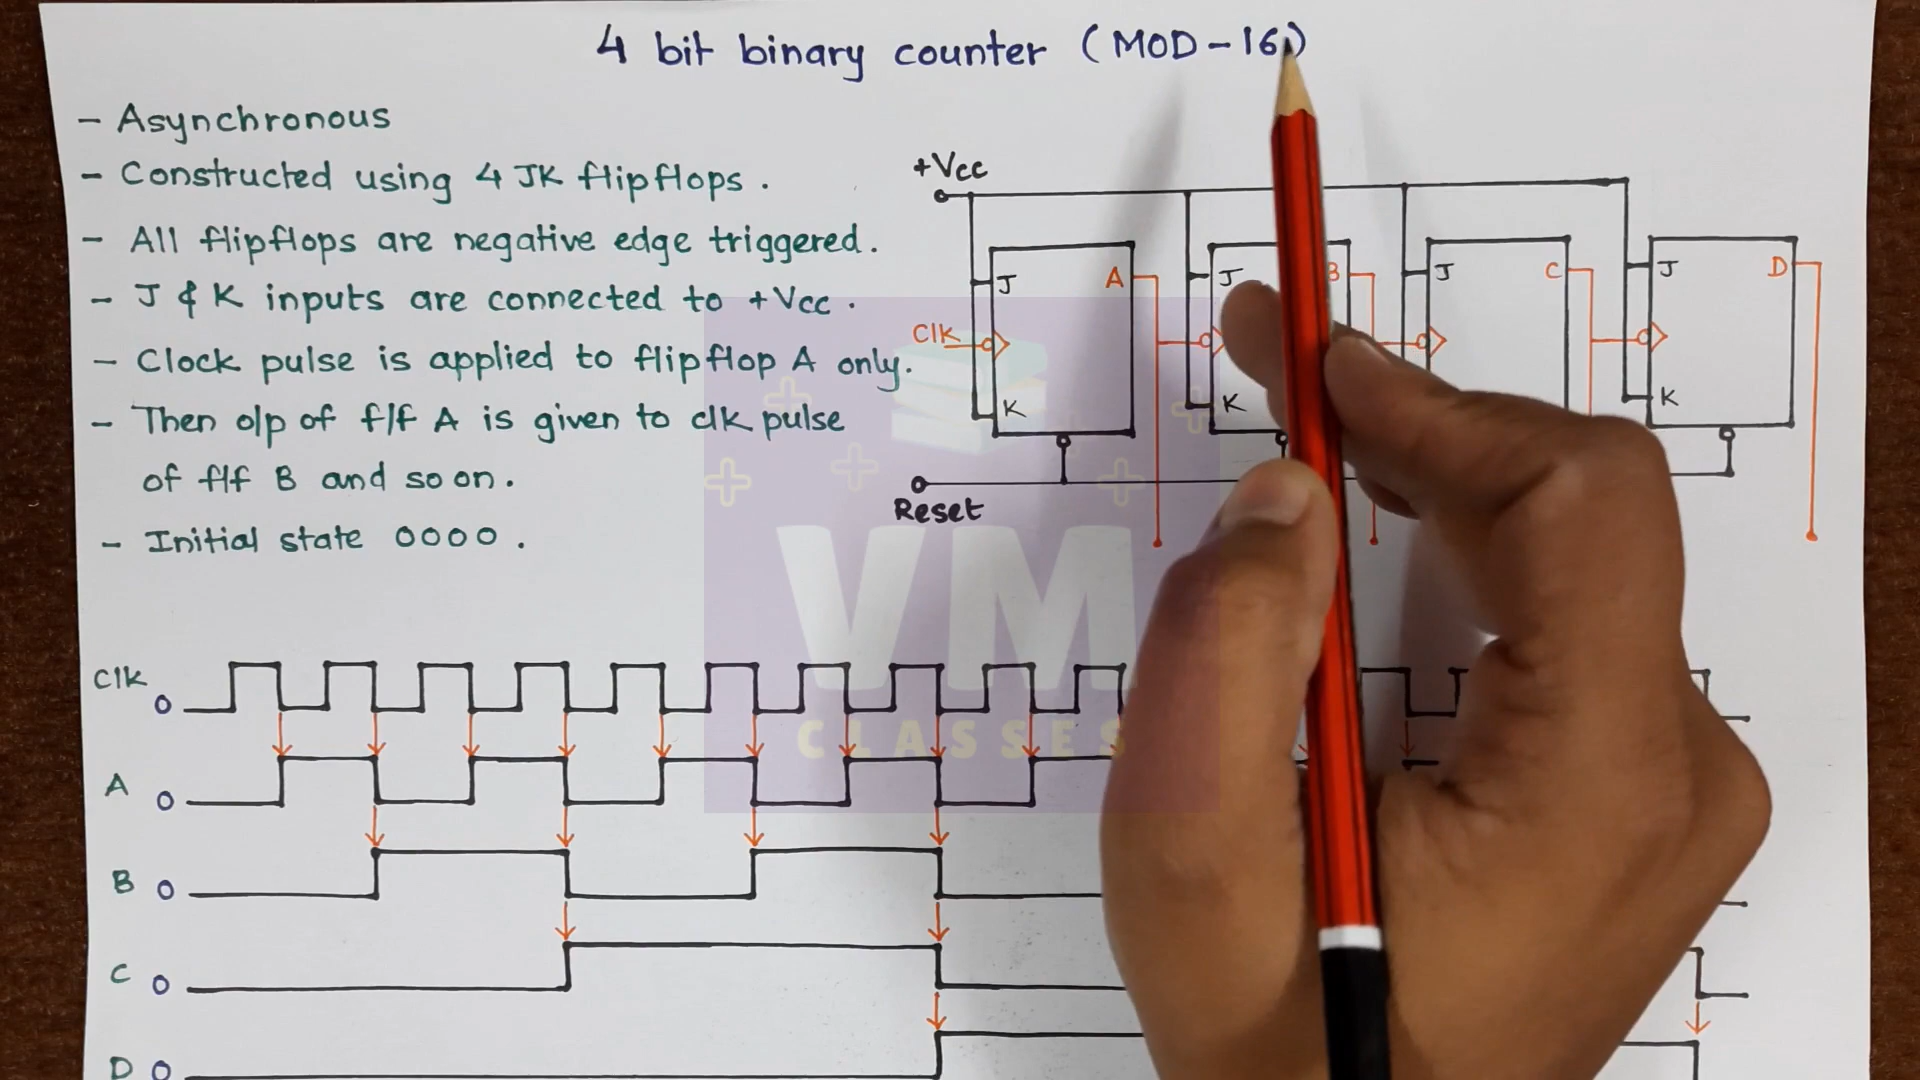 4 bit binary counter (MOD-16)
- Asynchronous
- Constructed using 4 JK flipflops.
- All flipflops are negative edge triggered.
- J & K inputs are connected to +Vcc.
- Clock pulse is applied to flipflop A only.
- Then o/p of f/f A is given to clk pulse
of f/f B and so on.
- Initial state 0000.
+Vcc
J A J B J C J D
Clk
K K K
Reset
VM
CLASSES
Clk 0
A 0
B 0
C 0
D 0